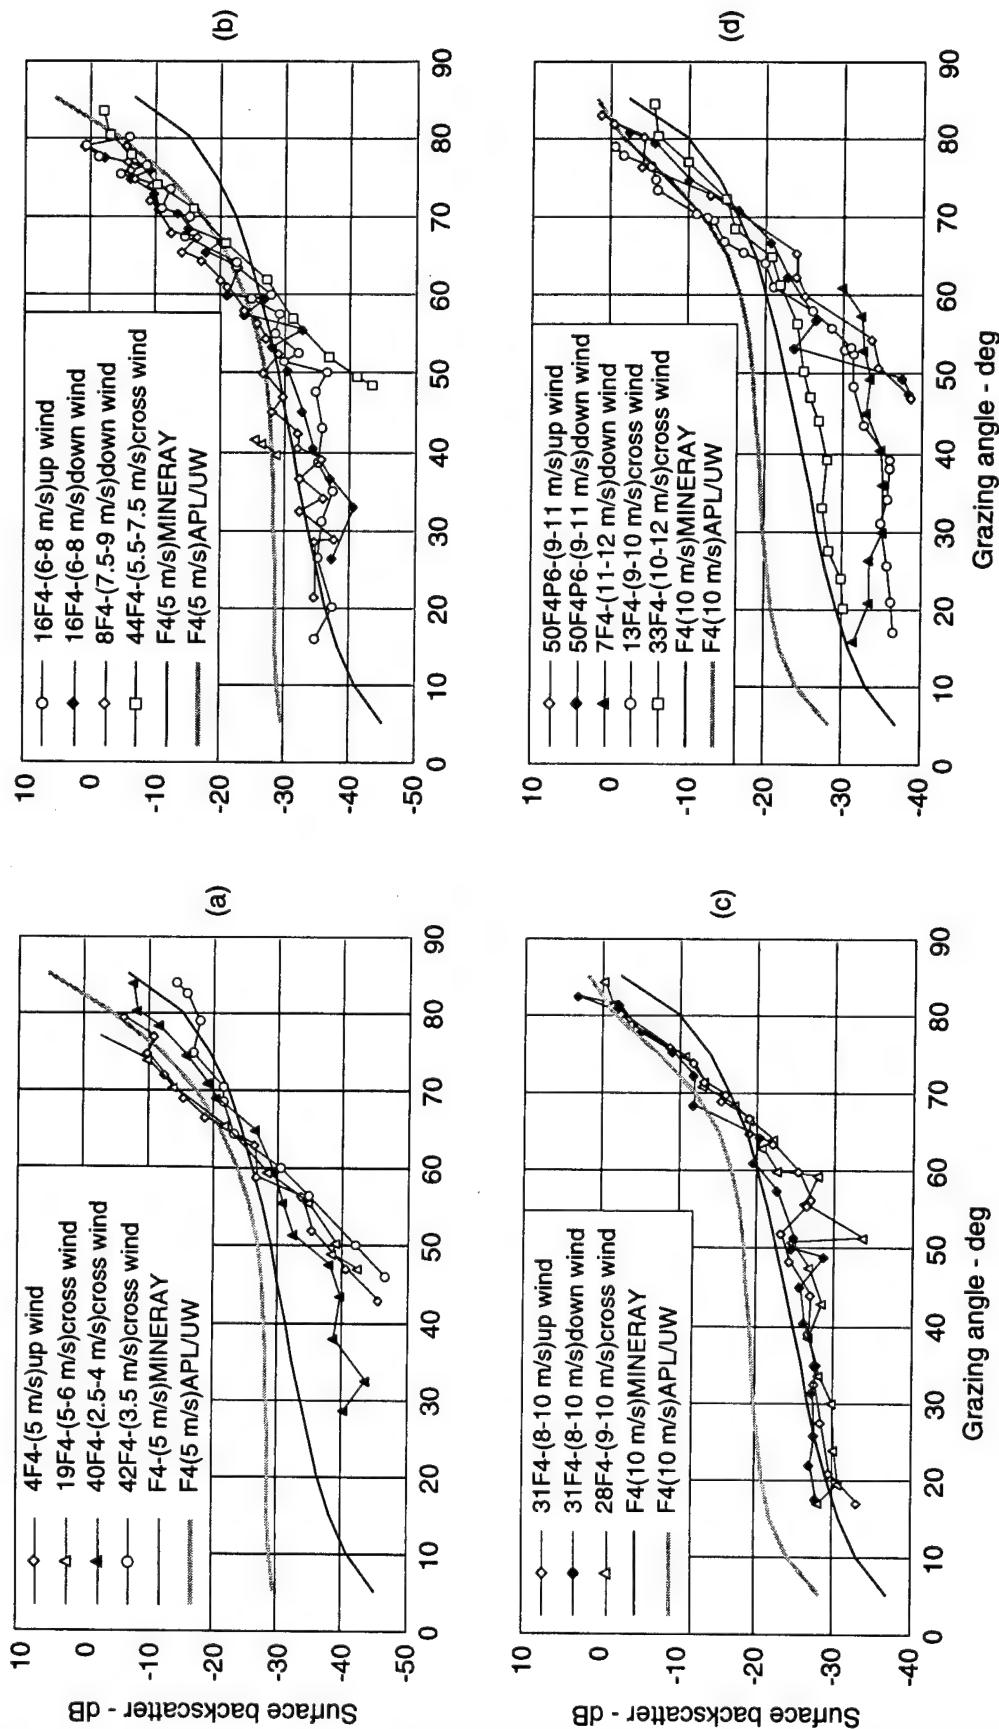 (a)
Surface backscatter - dB
10
0
-10
-20
-30
-40
-50
4F4-(5 m/s)up wind
19F4-(5-6 m/s)cross wind
40F4-(2.5-4 m/s)cross wind
42F4-(3.5 m/s)cross wind
F4-(5 m/s)MINERAY
F4(5 m/s)APL/UW
0 10 20 30 40 50 60 70 80 90
(b)
10
0
-10
-20
-30
-40
-50
16F4-(6-8 m/s)up wind
16F4-(6-8 m/s)down wind
8F4-(7.5-9 m/s)down wind
44F4-(5.5-7.5 m/s)cross wind
F4(5 m/s)MINERAY
F4(5 m/s)APL/UW
0 10 20 30 40 50 60 70 80 90
(c)
Surface backscatter - dB
10
0
-10
-20
-30
-40
31F4-(8-10 m/s)up wind
31F4-(8-10 m/s)down wind
28F4-(9-10 m/s)cross wind
F4(10 m/s)MINERAY
F4(10 m/s)APL/UW
0 10 20 30 40 50 60 70 80 90
Grazing angle - deg
(d)
10
0
-10
-20
-30
-40
50F4P6-(9-11 m/s)up wind
50F4P6-(9-11 m/s)down wind
7F4-(11-12 m/s)down wind
13F4-(9-10 m/s)cross wind
33F4-(10-12 m/s)cross wind
F4(10 m/s)MINERAY
F4(10 m/s)APL/UW
0 10 20 30 40 50 60 70 80 90
Grazing angle - deg